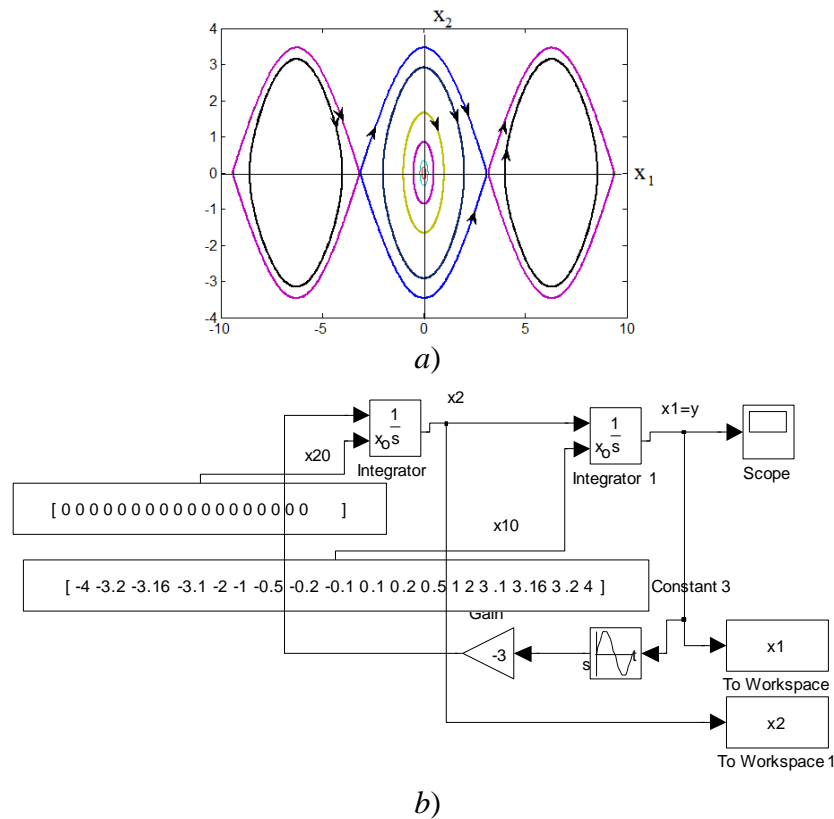 x2
4
3
2
1
0
-1
-2
-3
-4
x1
-10
-5
0
5
10
a)
x2
x1=y
1
s
xo
Integrator
1
s
xo
Integrator 1
Scope
x20
[ 0 0 0 0 0 0 0 0 0 0 0 0 0 0 0 0 0 0 ]
x10
[ -4 -3.2 -3.16 -3.1 -2 -1 -0.5 -0.2 -0.1 0.1 0.2 0.5 1 2 3 .1 3.16 3 .2 4 ]
Constant 3
Gain
-3
s
t
x1
To Workspace
x2
To Workspace 1
b)